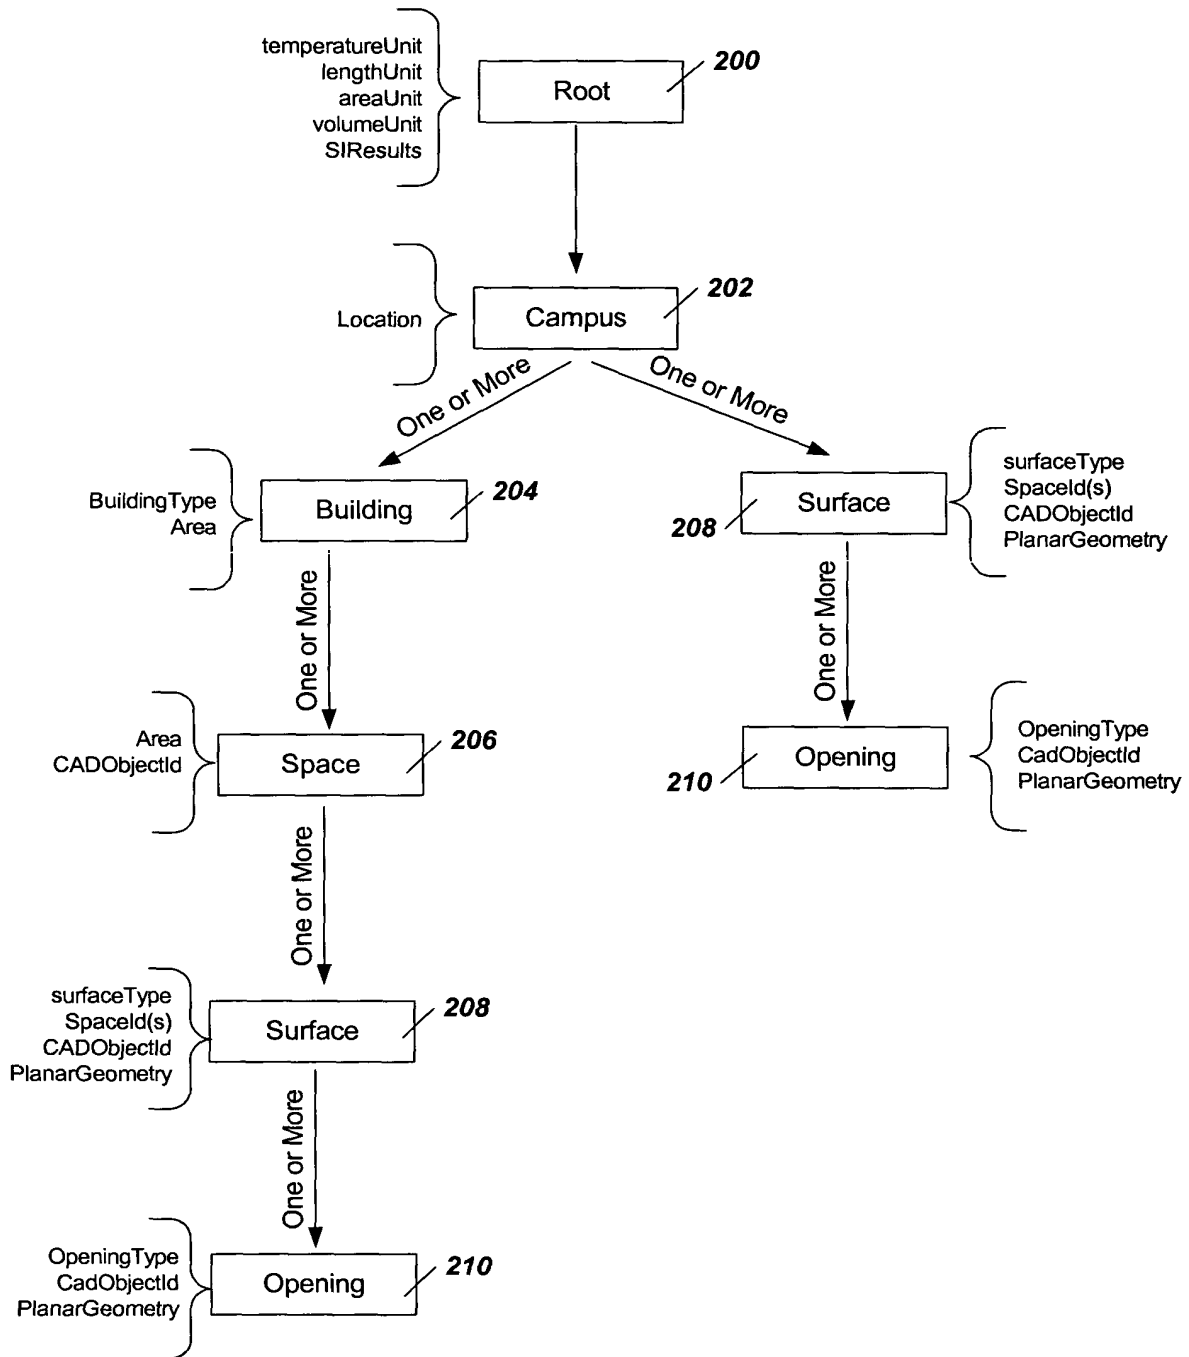 temperatureUnit
lengthUnit
areaUnit
volumeUnit
SIResults
Root
200
Location
Campus
202
One or More
One or More
BuildingType
Area
Building
204
Surface
208
surfaceType
SpaceId(s)
CADObjectId
PlanarGeometry
One or More
One or More
Area
CADObjectId
Space
206
Opening
210
OpeningType
CadObjectId
PlanarGeometry
One or More
surfaceType
SpaceId(s)
CADObjectId
PlanarGeometry
Surface
208
One or More
OpeningType
CadObjectId
PlanarGeometry
Opening
210